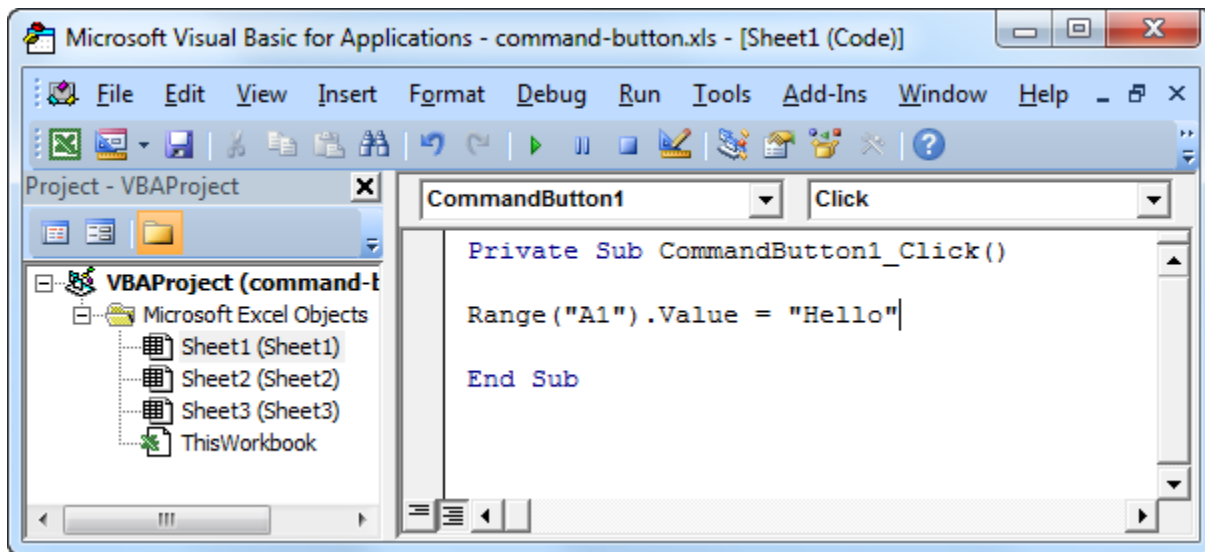 Microsoft Visual Basic for Applications - command-button.xls - [Sheet1 (Code)]
File Edit View Insert Format Debug Run Tools Add-Ins Window Help
Project - VBAProject
CommandButton1 Click
VBAProject (command-b
Microsoft Excel Objects
Sheet1 (Sheet1)
Sheet2 (Sheet2)
Sheet3 (Sheet3)
ThisWorkbook
Private Sub CommandButton1_Click()
Range("A1").Value = "Hello"
End Sub